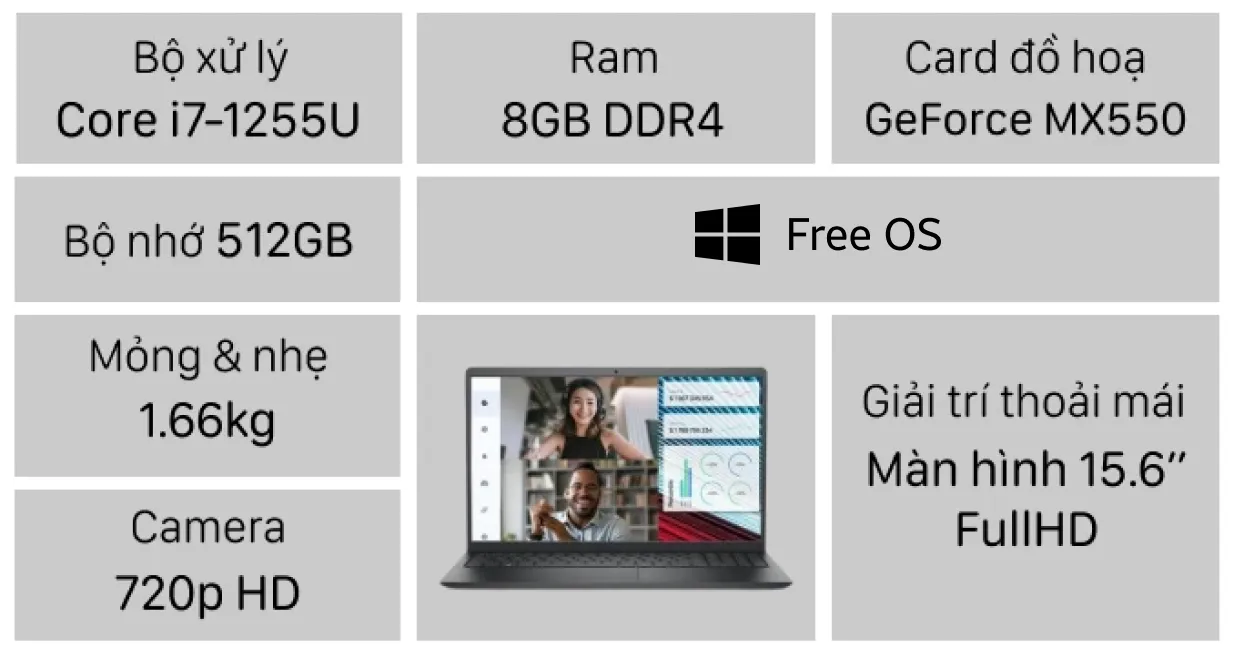 Bộ xử lý
Core i7-1255U
Ram
8GB DDR4
Card đồ hoạ
GeForce MX550
Bộ nhớ 512GB
Free OS
Mỏng & nhẹ
1.66kg
Camera
720p HD
Giải trí thoải mái
Màn hình 15.6”
FullHD